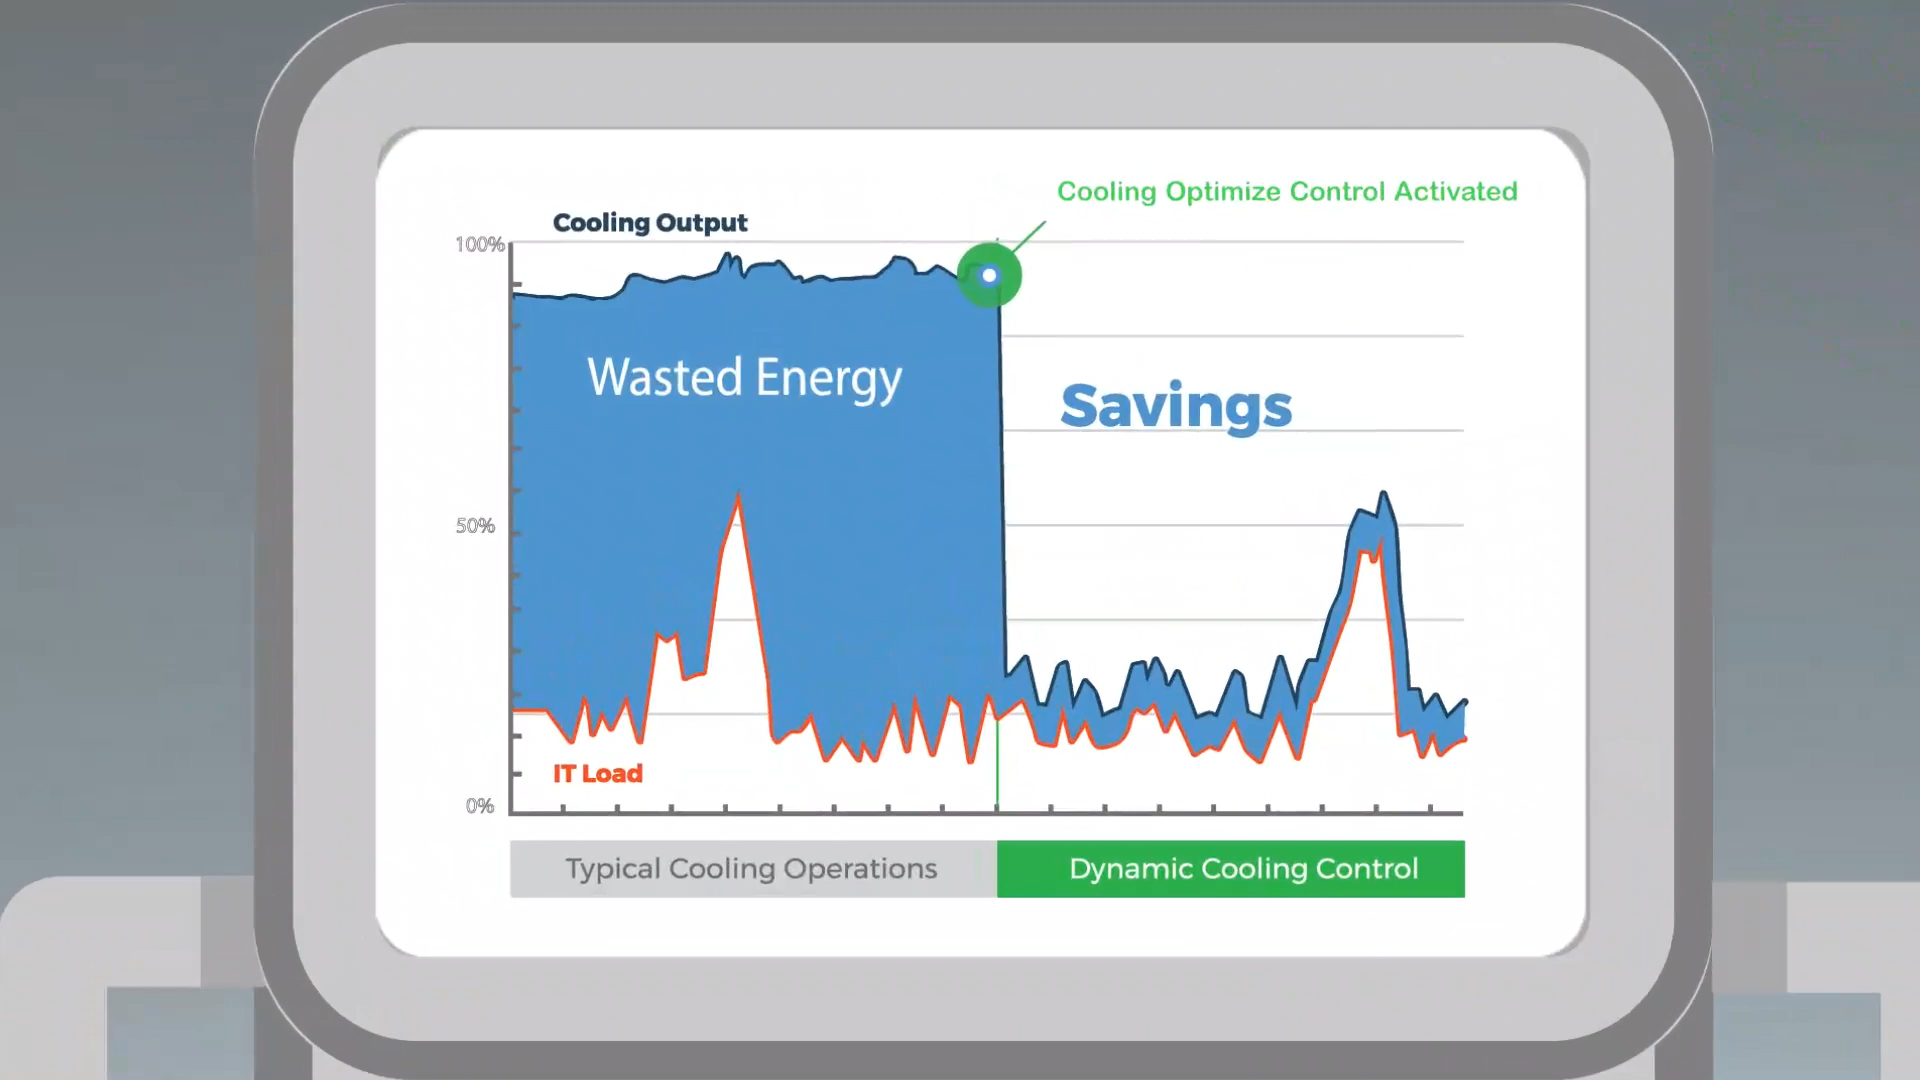 Cooling Optimize Control Activated
Cooling Output
100%
Wasted Energy
Savings
50%
IT Load
0%
Typical Cooling Operations
Dynamic Cooling Control